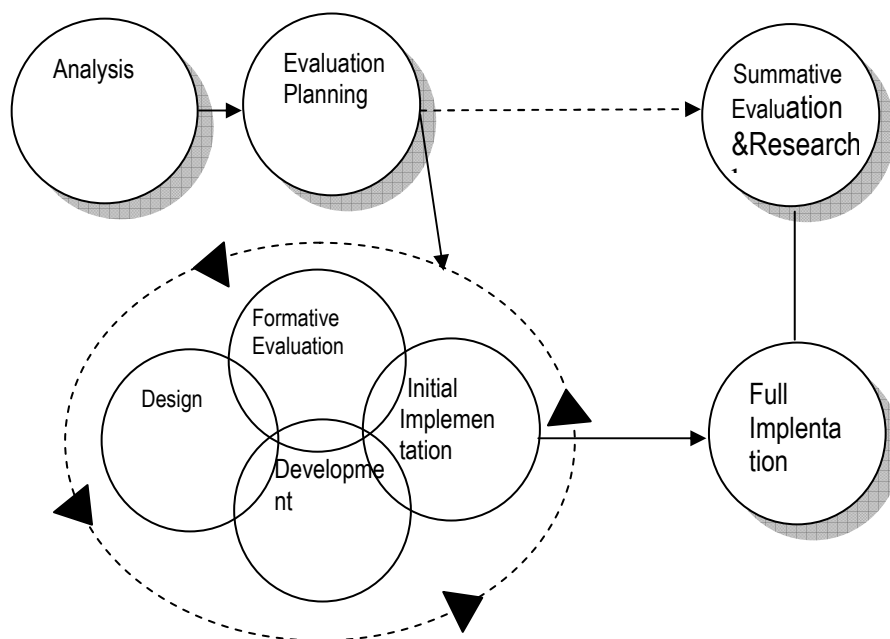 Analysis
Evaluation
Planning
Summative
Evaluation
&Research
Formative
Evaluation
Design
Initial
Implemen
tation
Developme
nt
Full
Implenta
tion